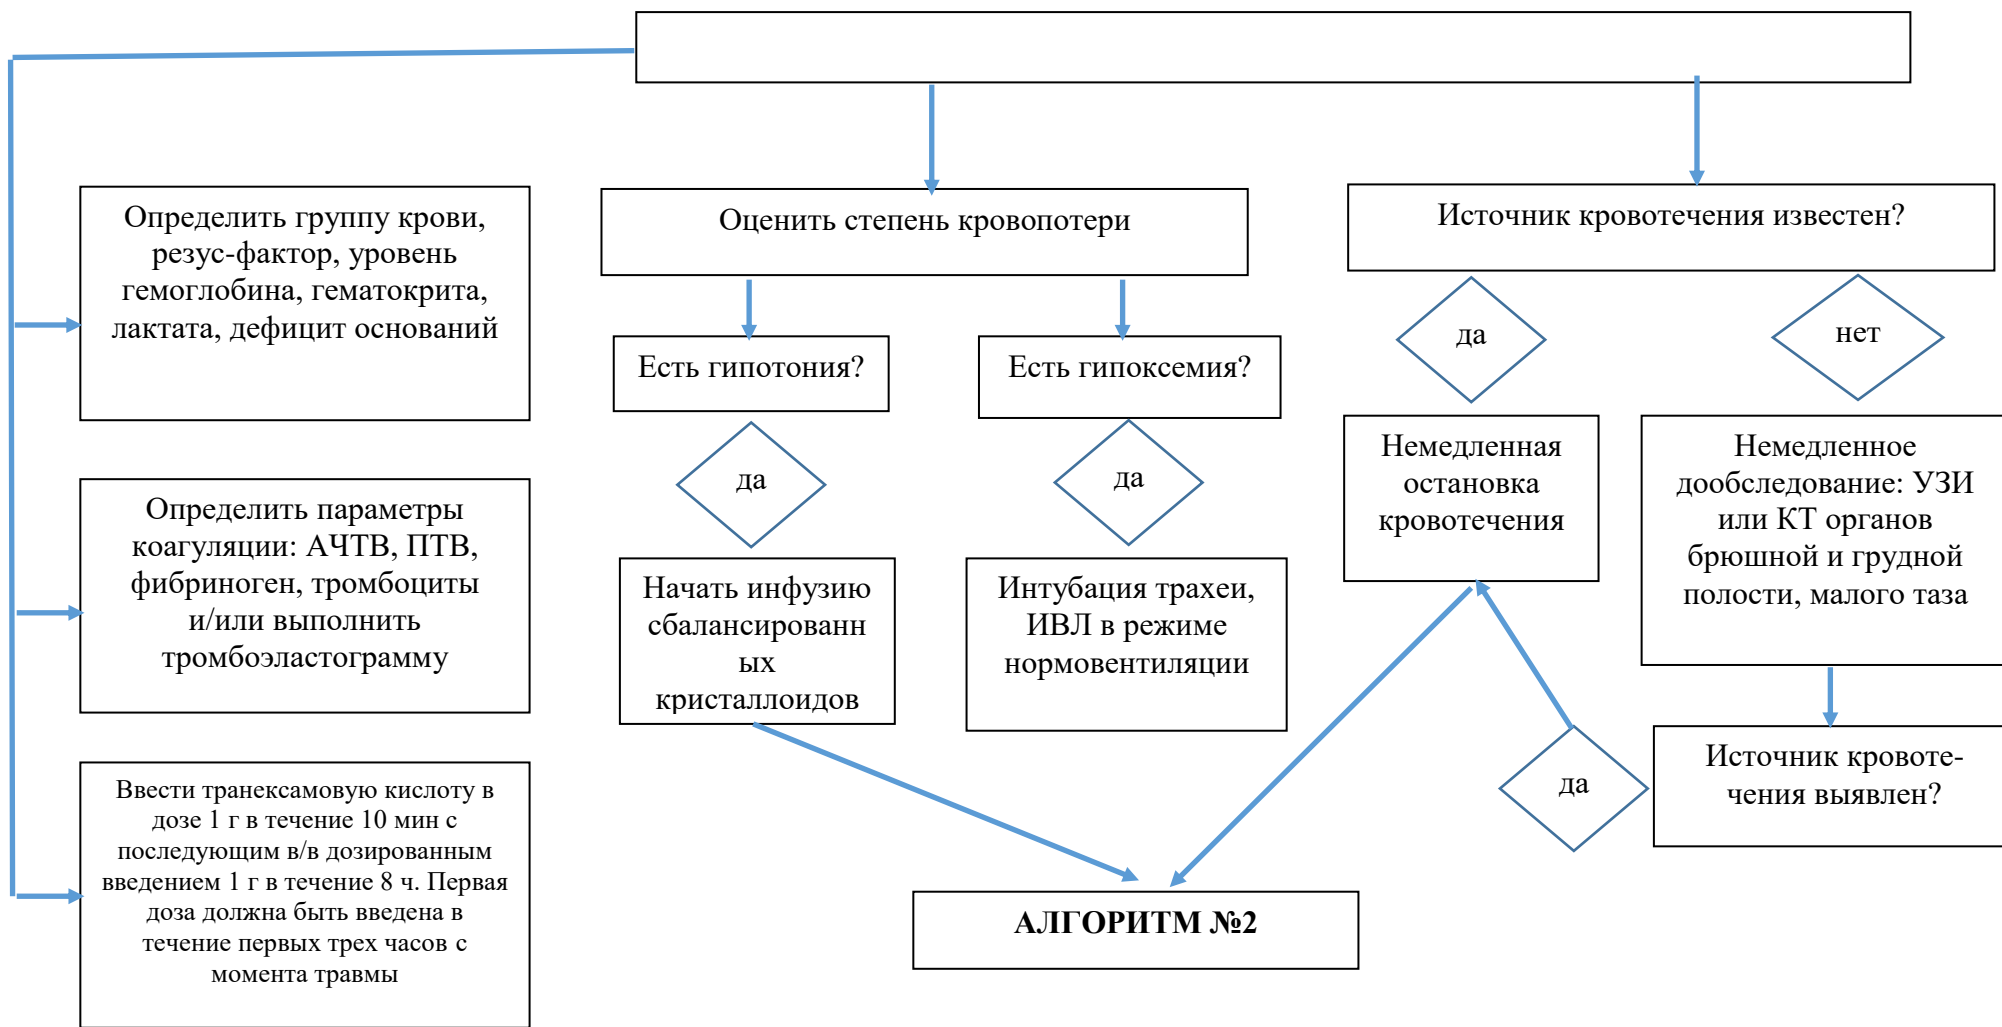 Определить группу крови,
резус-фактор, уровень
гемоглобина, гематокрита,
лактата, дефицит оснований
Определить параметры
коагуляции: АЧТВ, ПТВ,
фибриноген, тромбоциты
и/или выполнить
тромбоэластограмму
Ввести транексамовую кислоту в
дозе 1 г в течение 10 мин с
последующим в/в дозированным
введением 1 г в течение 8 ч. Первая
доза должна быть введена в
течение первых трех часов с
момента травмы
Оценить степень кровопотери
Есть гипотония?
да
Начать инфузию
сбалансированн
ых
кристаллоидов
Есть гипоксемия?
да
Интубация трахеи,
ИВЛ в режиме
нормовентиляции
Источник кровотечения известен?
да
Немедленная
остановка
кровотечения
нет
Немедленное
дообследование: УЗИ
или КТ органов
брюшной и грудной
полости, малого таза
Источник кровоте-
чения выявлен?
да
АЛГОРИТМ №2